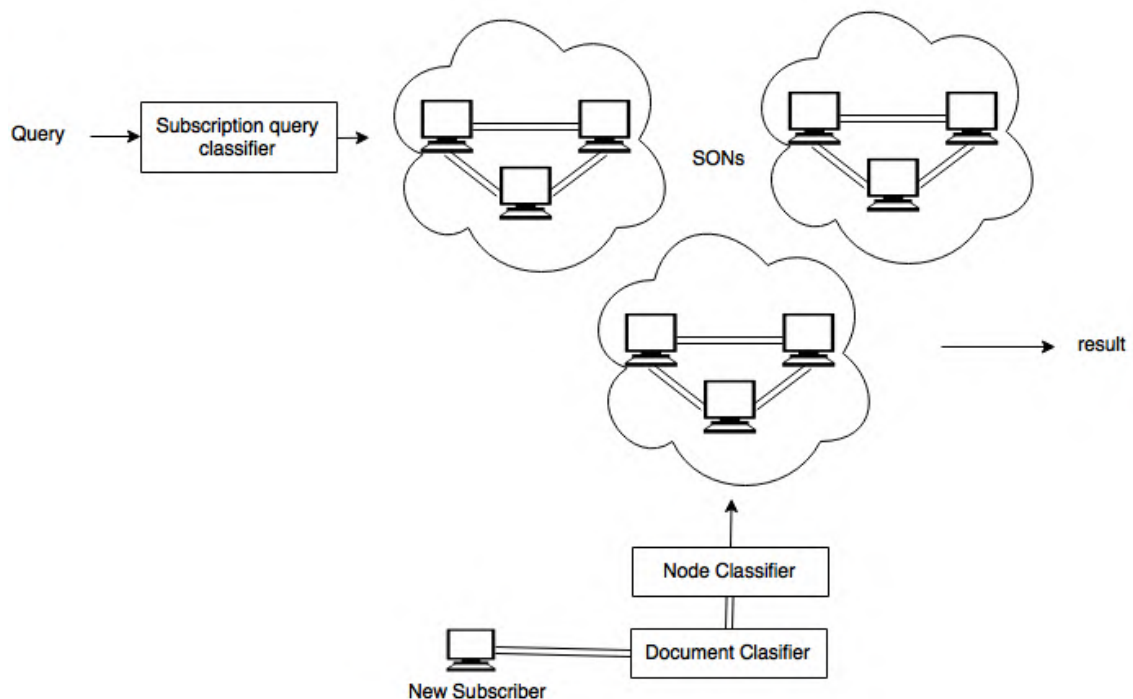 Query
Subscription query
classifier
SONs
result
Node Classifier
Document Clasifier
New Subscriber